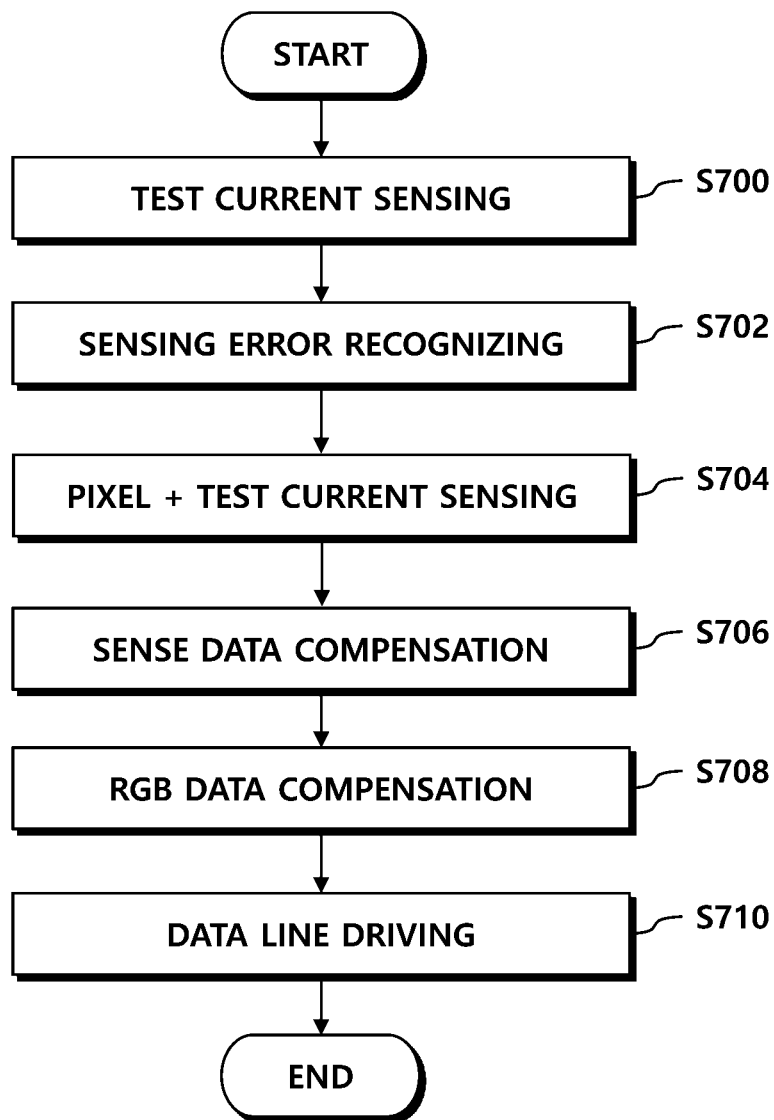 START
TEST CURRENT SENSING
S700
SENSING ERROR RECOGNIZING
S702
PIXEL + TEST CURRENT SENSING
S704
SENSE DATA COMPENSATION
S706
RGB DATA COMPENSATION
S708
DATA LINE DRIVING
S710
END